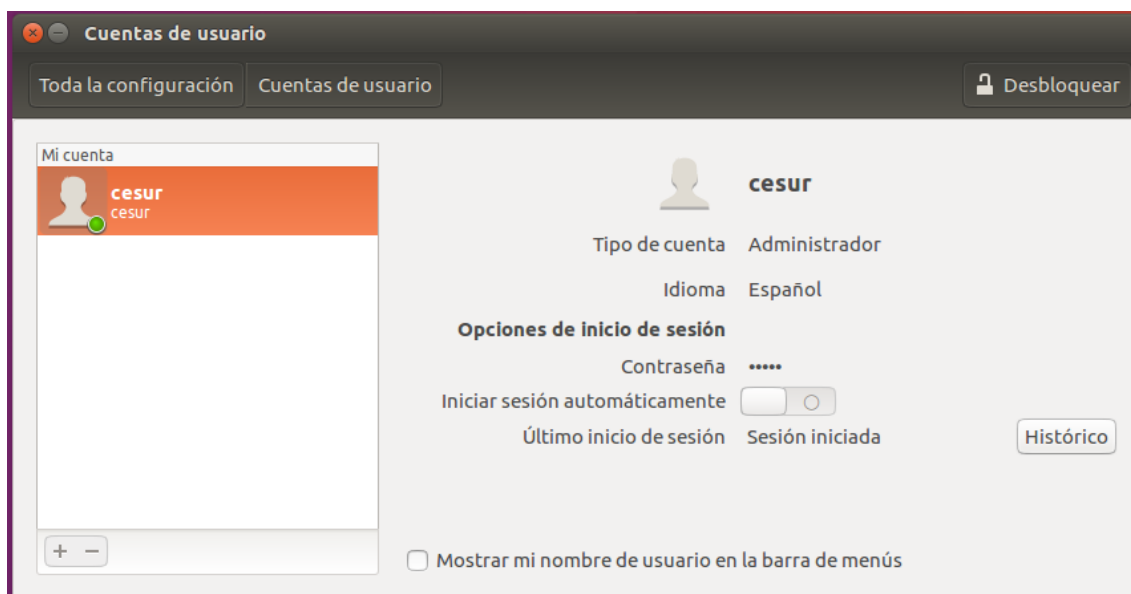 Cuentas de usuario
Toda la configuración Cuentas de usuario Desbloquear
Mi cuenta
cesur
cesur
cesur
Tipo de cuenta Administrador
Idioma Español
Opciones de inicio de sesión
Contraseña •••••
Iniciar sesión automáticamente
Último inicio de sesión Sesión iniciada Histórico
+ −
Mostrar mi nombre de usuario en la barra de menús